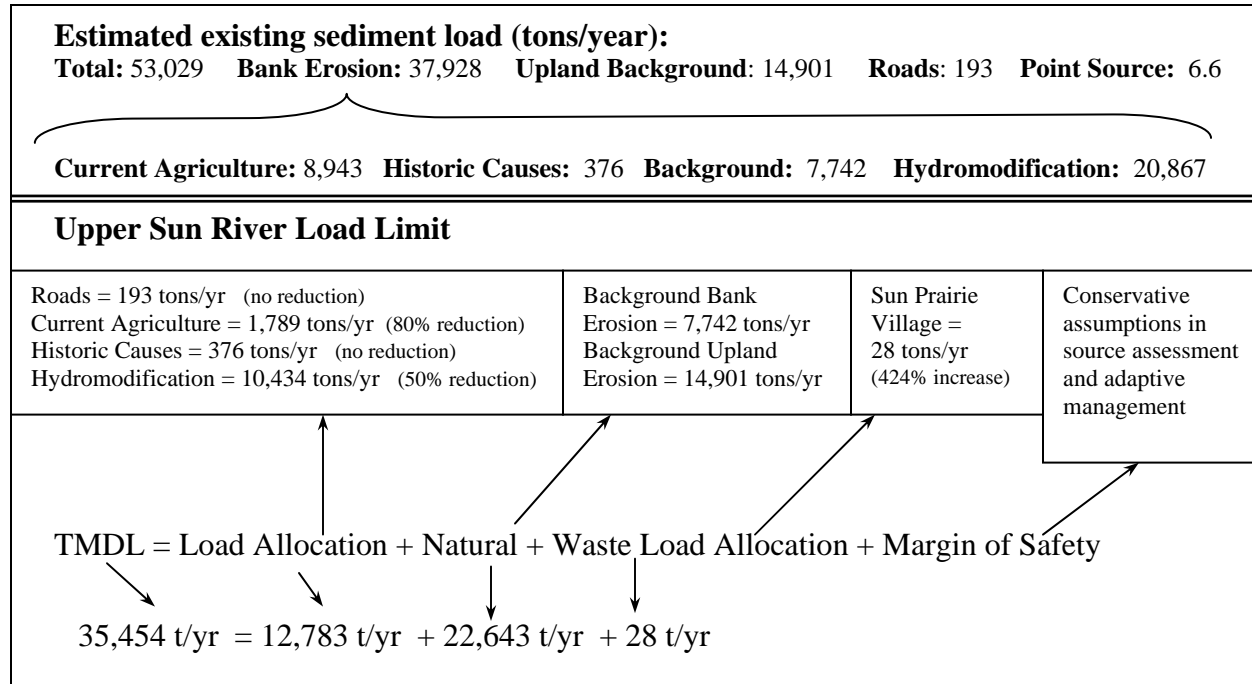 Estimated existing sediment load (tons/year):
Total: 53,029 Bank Erosion: 37,928 Upland Background: 14,901 Roads: 193 Point Source: 6.6
Current Agriculture: 8,943 Historic Causes: 376 Background: 7,742 Hydromodification: 20,867
Upper Sun River Load Limit
Roads = 193 tons/yr (no reduction)
Current Agriculture = 1,789 tons/yr (80% reduction)
Historic Causes = 376 tons/yr (no reduction)
Hydromodification = 10,434 tons/yr (50% reduction)
Background Bank
Erosion = 7,742 tons/yr
Background Upland
Erosion = 14,901 tons/yr
Sun Prairie
Village =
28 tons/yr
(424% increase)
Conservative
assumptions in
source assessment
and adaptive
management
TMDL = Load Allocation + Natural + Waste Load Allocation + Margin of Safety
35,454 t/yr = 12,783 t/yr + 22,643 t/yr + 28 t/yr